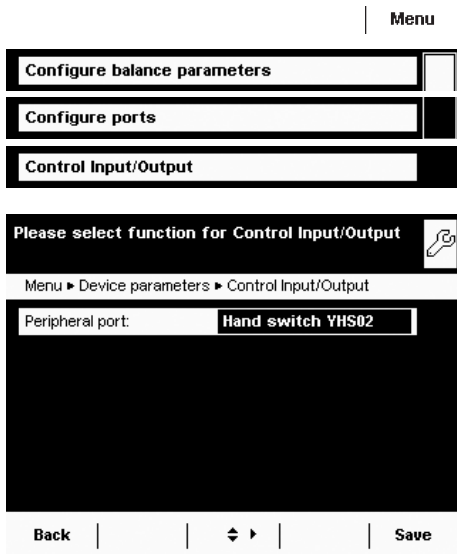 Menu
Configure balance parameters
Configure ports
Control Input/Output
Please select function for Control Input/Output
Menu ▸ Device parameters ▸ Control Input/Output
Peripheral port: Hand switch YHS02
Back Save